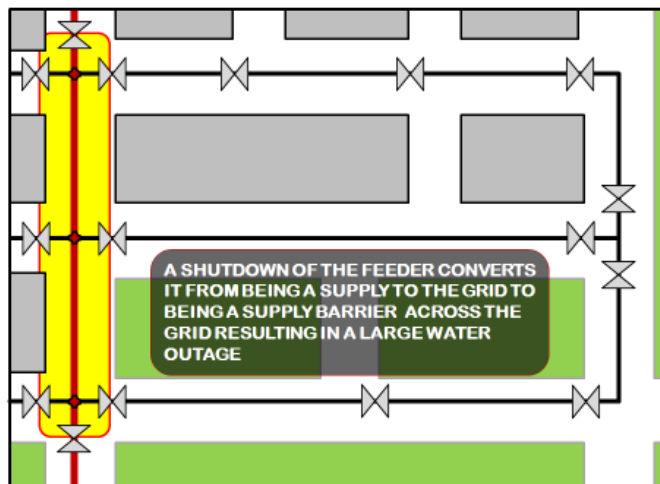 A SHUTDOWN OF THE FEEDER CONVERTS
IT FROM BEING A SUPPLY TO THE GRID TO
BEING A SUPPLY BARRIER ACROSS THE
GRID RESULTING IN A LARGE WATER
OUTAGE